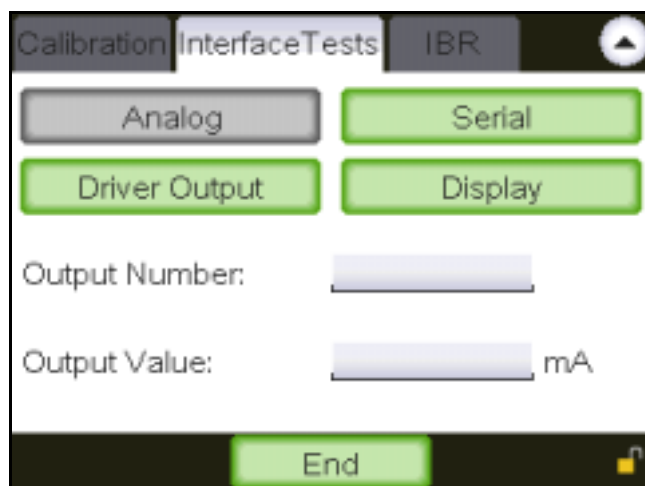 Calibration InterfaceTests IBR
Analog Serial
Driver Output Display
Output Number:
Output Value: mA
End